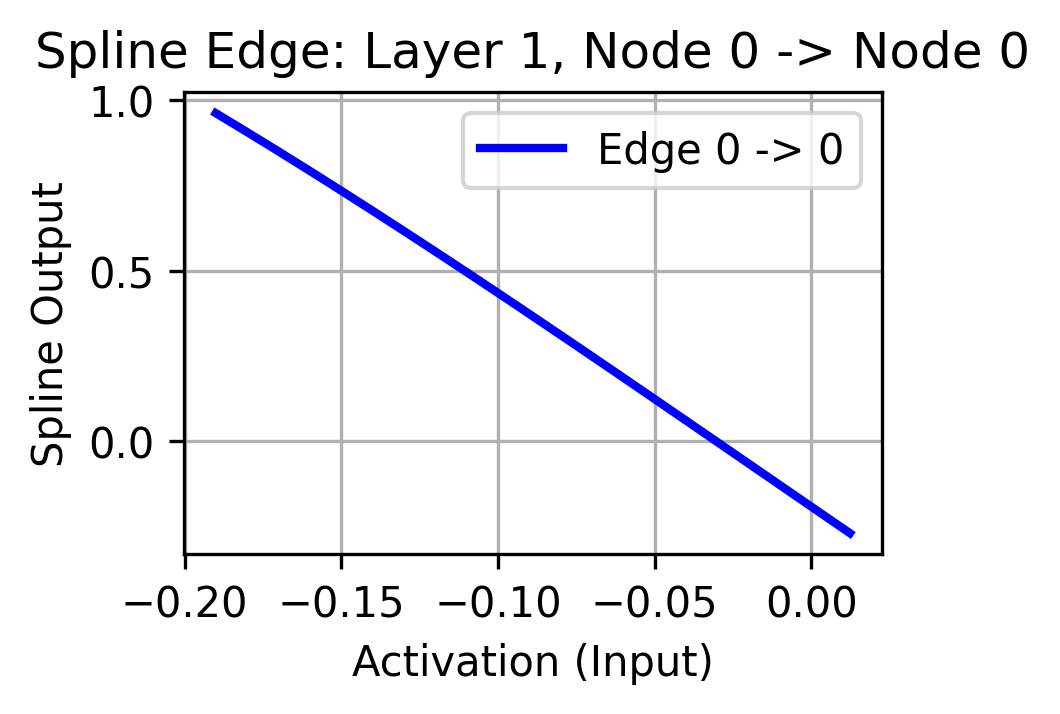 Spline Edge: Layer 1, Node 0 -> Node 0
Edge 0 -> 0
Spline Output
1.0
0.5
0.0
−0.20 −0.15 −0.10 −0.05 0.00
Activation (Input)